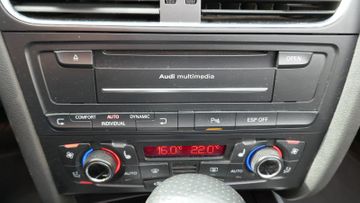 OPEN
Audi multimedia
COMFORT AUTO DYNAMIC
INDIVIDUAL
ESP OFF
16.0° 22.0°
AUTO
AUTO